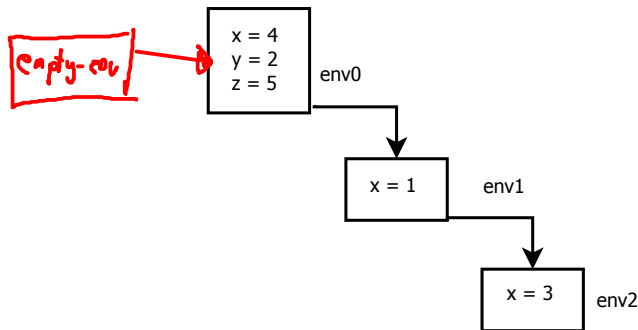 empty-env
x = 4
y = 2
z = 5
env0
x = 1
env1
x = 3
env2